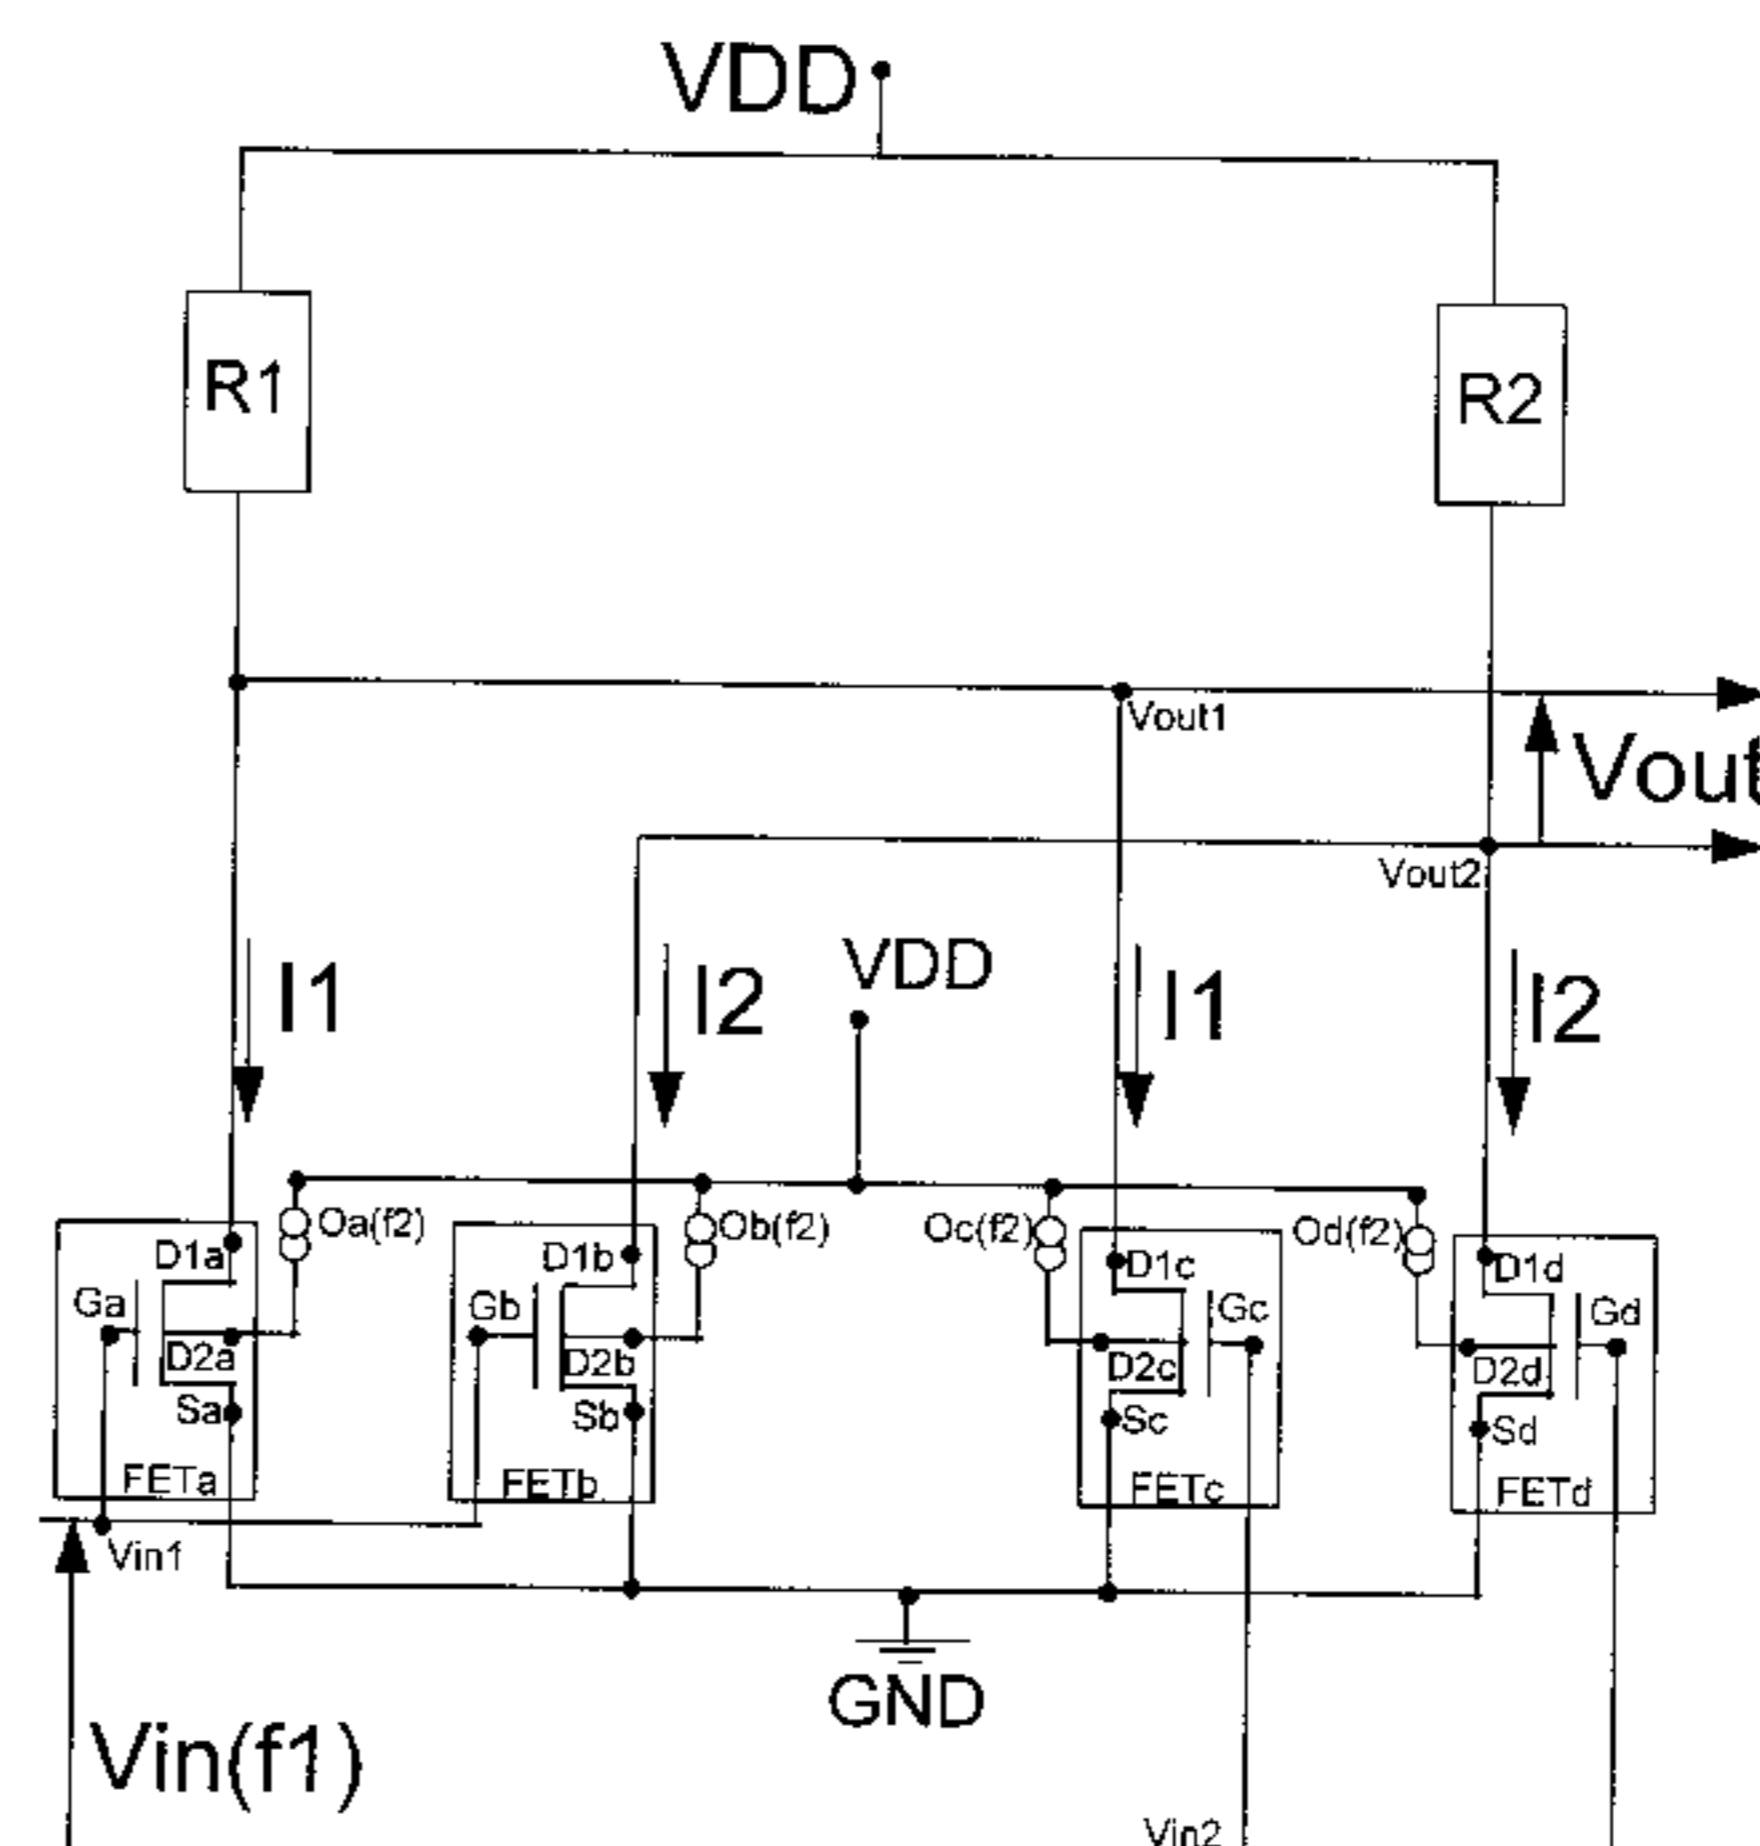 VDD
R1
R2
Vout1
Vout
Vout2
VDD
I1
I2
I1
I2
Oa(f2)
Ob(f2)
Oc(f2)
Od(f2)
D1a
D1b
D1c
D1d
Ga
Gb
Gc
Gd
D2a
D2b
D2c
D2d
Sa
Sb
Sc
Sd
FETa
FETb
FETc
FETd
Vin1
GND
Vin(f1)
Vin2